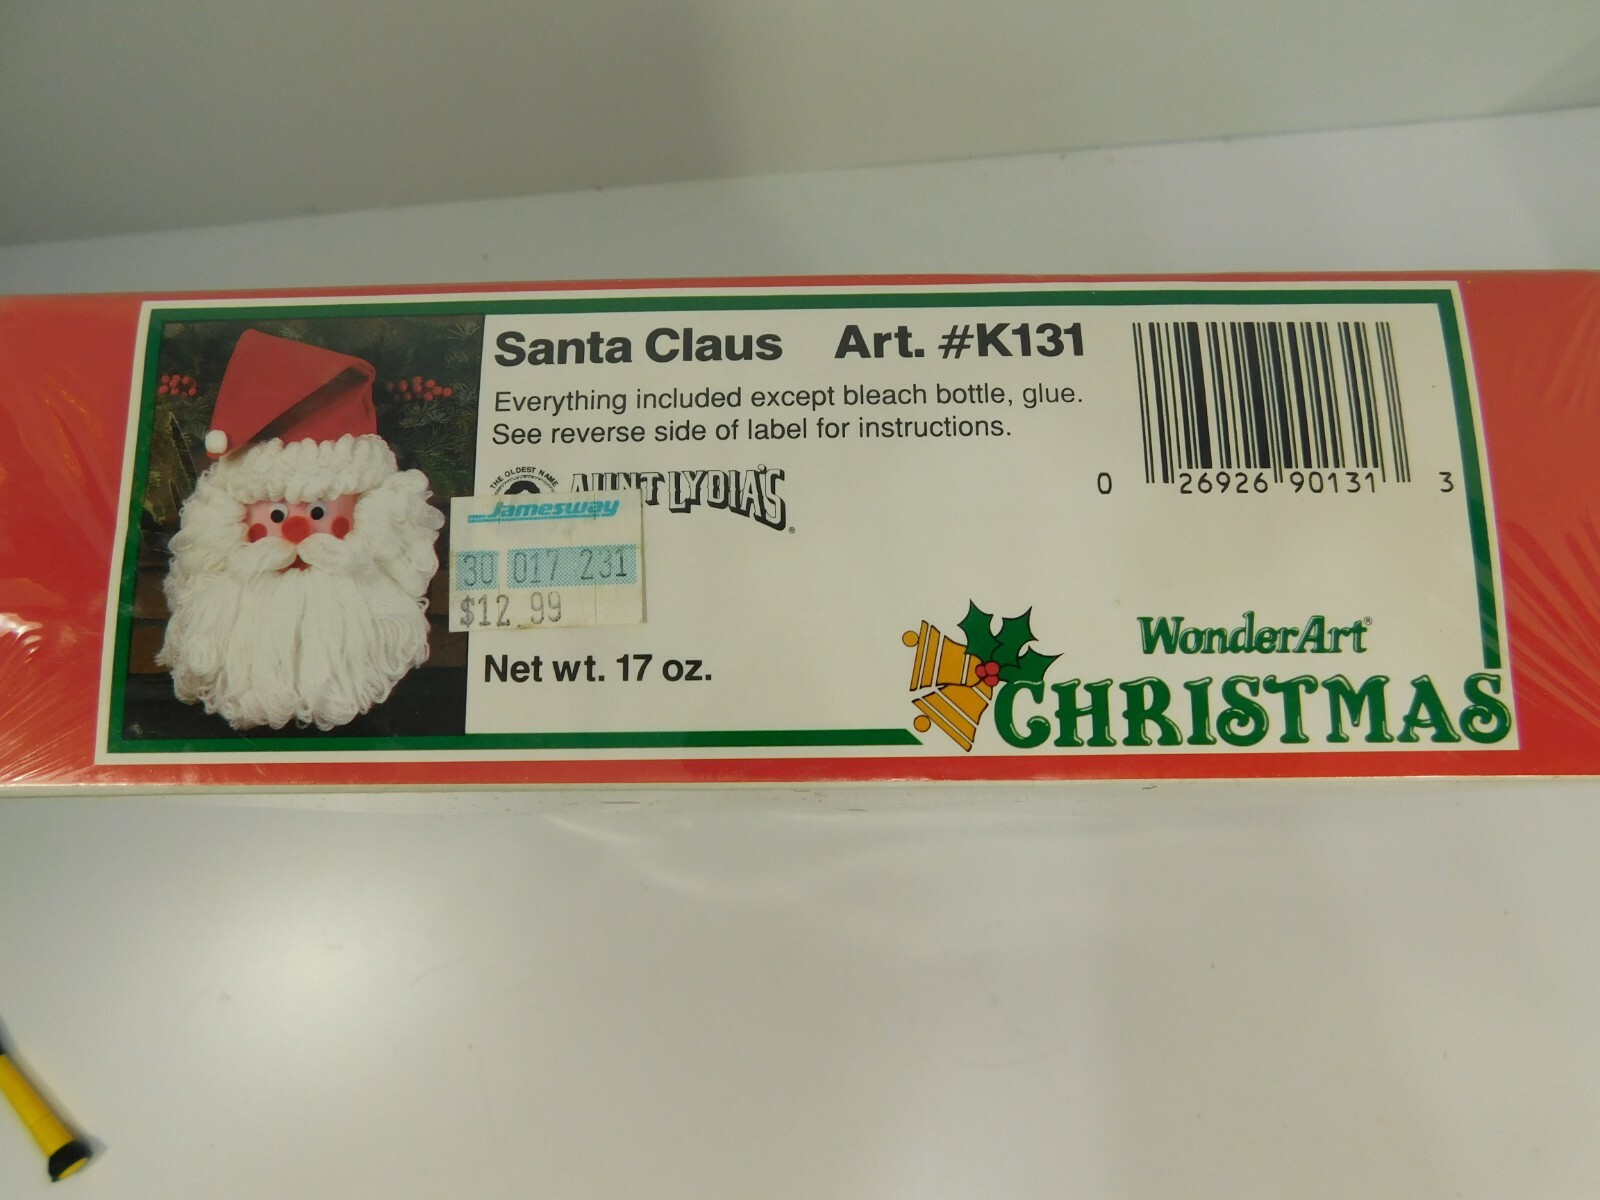 Santa Claus Art. #K131
Everything included except bleach bottle, glue.
See reverse side of label for instructions.
THE OLDEST NAME
AUNT LYDIA'S®
Jamesway
30 017 231
$12.99
Net wt. 17 oz.
0 26926 90131 3
WonderArt®
CHRISTMAS